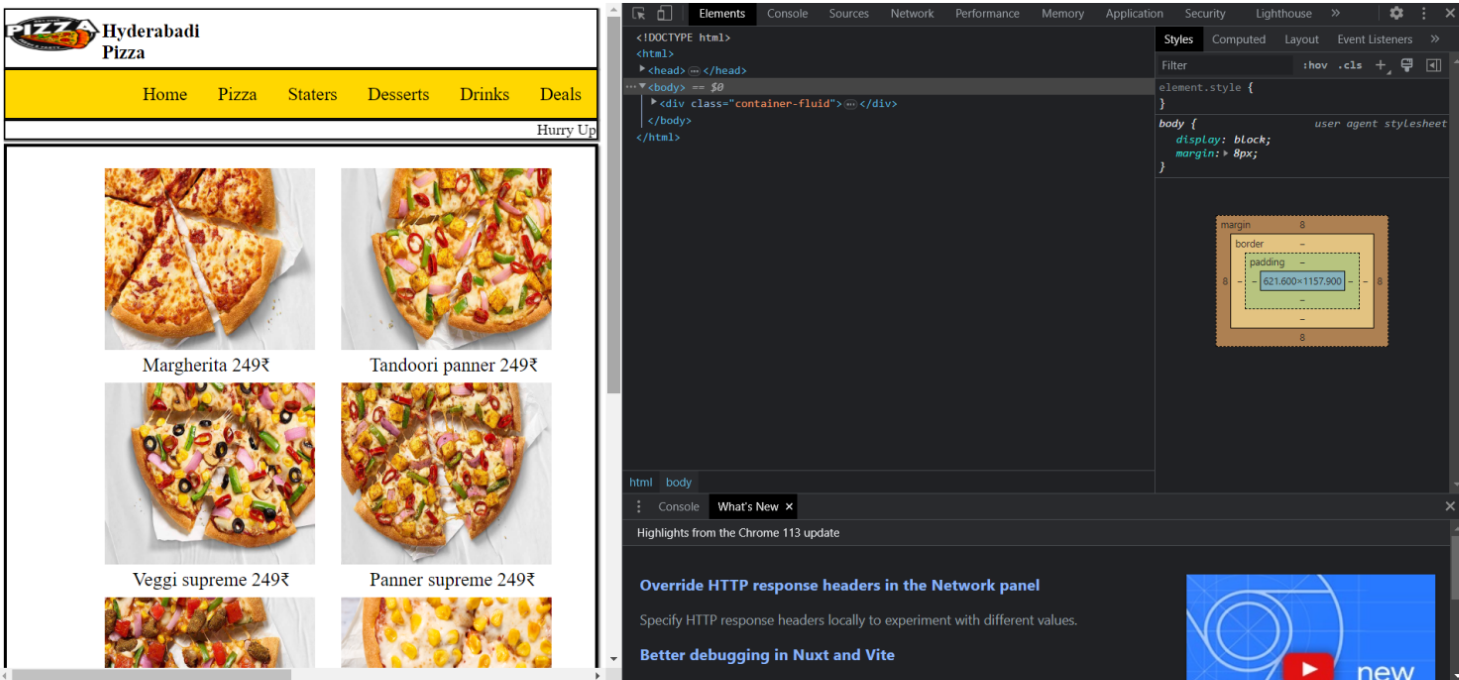 PIZZA
Hyderabadi
Pizza
Home Pizza Staters Desserts Drinks Deals
Hurry Up
Margherita 249₹ Tandoori panner 249₹
Veggi supreme 249₹ Panner supreme 249₹
Elements Console Sources Network Performance Memory Application Security Lighthouse »
<!DOCTYPE html>
<html>
▶<head>⋯</head>
⋯▼<body> == $0
▶<div class="container-fluid">⋯</div>
</body>
</html>
html body
Styles Computed Layout Event Listeners »
Filter :hov .cls +
element.style {
}
body { user agent stylesheet
display: block;
margin:▶ 8px;
}
margin 8
border –
padding –
8 – – 621.600×1157.900 – – 8
–
–
8
Console What's New ×
Highlights from the Chrome 113 update
Override HTTP response headers in the Network panel
Specify HTTP response headers locally to experiment with different values.
Better debugging in Nuxt and Vite
new